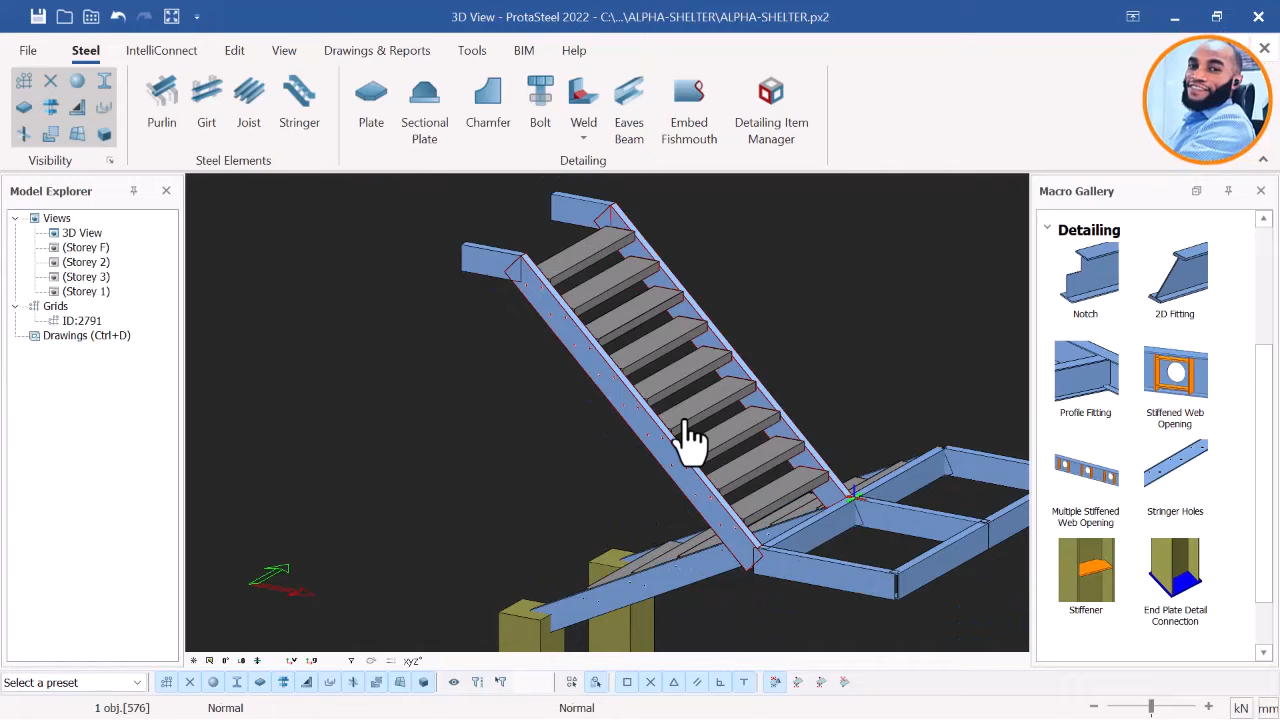 3D View - ProtaSteel 2022 - C:\...\ALPHA-SHELTER\ALPHA-SHELTER.px2
File
Steel
IntelliConnect
Edit
View
Drawings & Reports
Tools
BIM
Help
Purlin
Girt
Joist
Stringer
Plate
Sectional
Plate
Chamfer
Bolt
Weld
Eaves
Beam
Embed
Fishmouth
Detailing Item
Manager
Visibility
Steel Elements
Detailing
Model Explorer
Views
3D View
(Storey F)
(Storey 2)
(Storey 3)
(Storey 1)
Grids
ID:2791
Drawings (Ctrl+D)
Macro Gallery
Detailing
Notch
2D Fitting
Profile Fitting
Stiffened Web
Opening
Multiple Stiffened
Web Opening
Stringer Holes
Stiffener
End Plate Detail
Connection
xyz°
Select a preset
1 obj.[576]
Normal
Normal
kN
mm